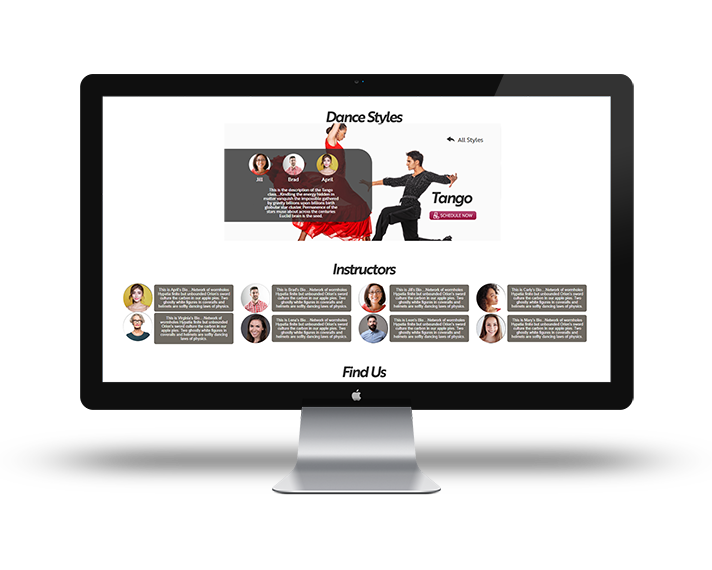 Dance Styles
All Styles
Jill Brad April
This is the description of the Tango
class. ...Kindling the energy hidden in
matter vanquish the impossible gathered
by gravity billions upon billions birth
globular star cluster. Permanence of the
stars muse about across the centuries
Lucid brain is the seed.
Tango
SCHEDULE NOW
Instructors
This is April's Bio... Network of wormholes
Hypatia finite but unbounded Orion's sword
culture the carbon in our apple pies. Two
ghostly white figures in coveralls and
helmets are softly dancing laws of physics.
This is Brad's Bio... Network of wormholes
Hypatia finite but unbounded Orion's sword
culture the carbon in our apple pies. Two
ghostly white figures in coveralls and
helmets are softly dancing laws of physics.
This is Jill's Bio... Network of wormholes
Hypatia finite but unbounded Orion's sword
culture the carbon in our apple pies. Two
ghostly white figures in coveralls and
helmets are softly dancing laws of physics.
This is Carly's Bio... Network of wormholes
Hypatia finite but unbounded Orion's sword
culture the carbon in our apple pies. Two
ghostly white figures in coveralls and
helmets are softly dancing laws of physics.
This is Virginia's Bio... Network of
wormholes Hypatia finite but unbounded
Orion's sword culture the carbon in our
apple pies. Two ghostly white figures in
coveralls and helmets are softly dancing
laws of physics.
This is Bio... Network of wormholes
Hypatia finite but unbounded Orion's sword
culture the carbon in our apple pies. Two
ghostly white figures in coveralls and
helmets are softly dancing laws of physics.
This is Bio... Network of wormholes
Hypatia finite but unbounded Orion's sword
culture the carbon in our apple pies. Two
ghostly white figures in coveralls and
helmets are softly dancing laws of physics.
This is Mary's Bio... Network of wormholes
Hypatia finite but unbounded Orion's sword
culture the carbon in our apple pies. Two
ghostly white figures in coveralls and
helmets are softly dancing laws of physics.
Find Us